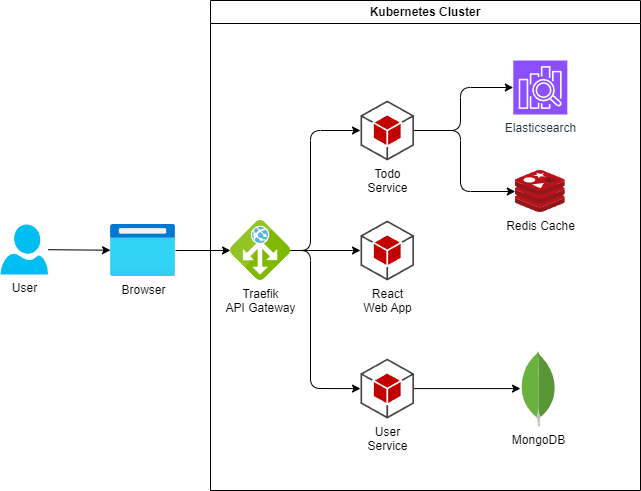 Kubernetes Cluster
Elasticsearch
Todo
Service
Redis Cache
User
Browser
Traefik
API Gateway
React
Web App
User
Service
MongoDB